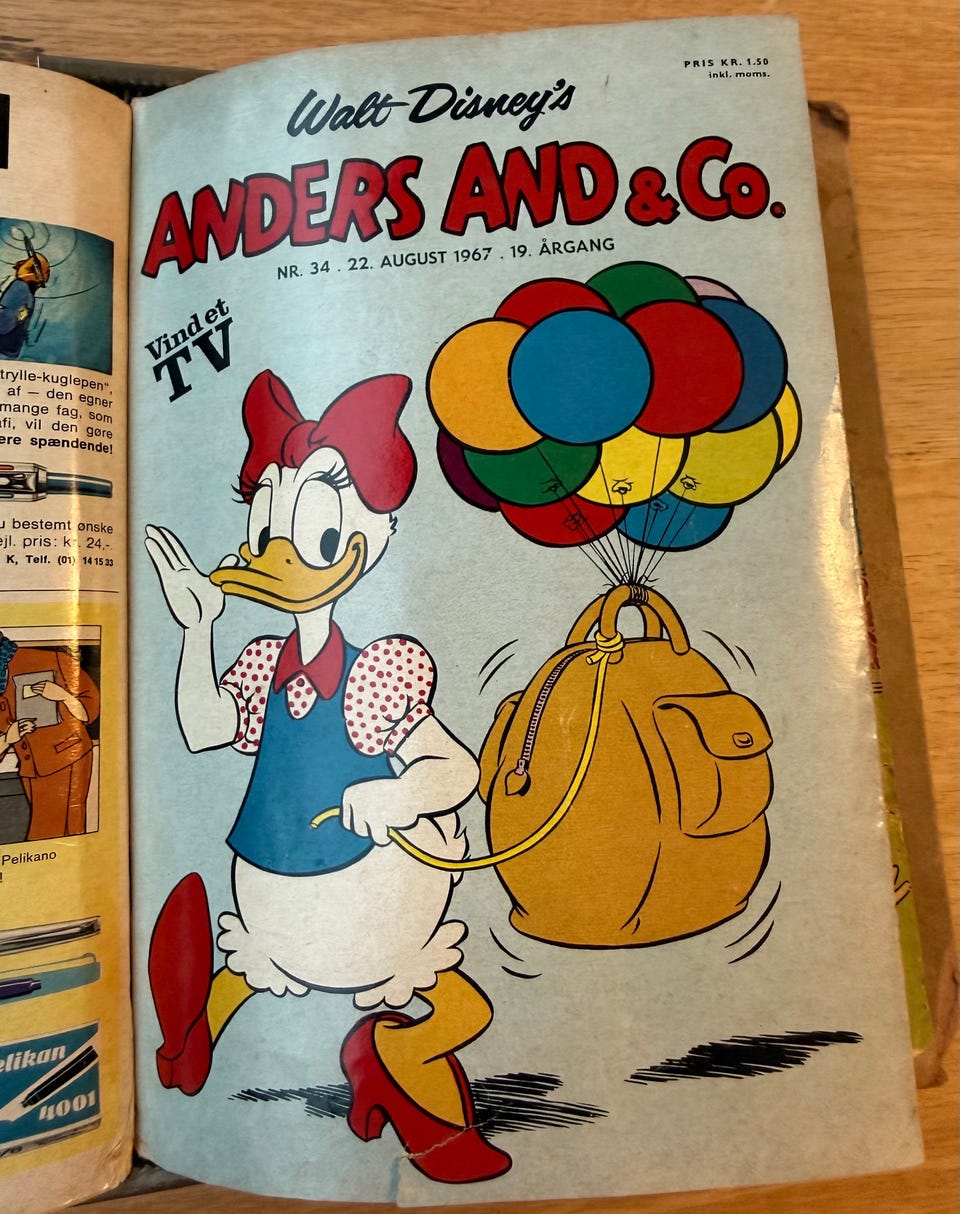 trylle-kuglepen",
af — den egner
mange fag, som
afi, vil den gøre
ere spændende!
u bestemt ønske
ejl. pris: kr. 24,-
K, Telf. (01) 14 15 33
Pelikano
!
elikan
4001
PRIS KR. 1.50
inkl. moms.
Walt Disney's
ANDERS AND & Co.
NR. 34 . 22. AUGUST 1967 . 19. ÅRGANG
Vind et
TV